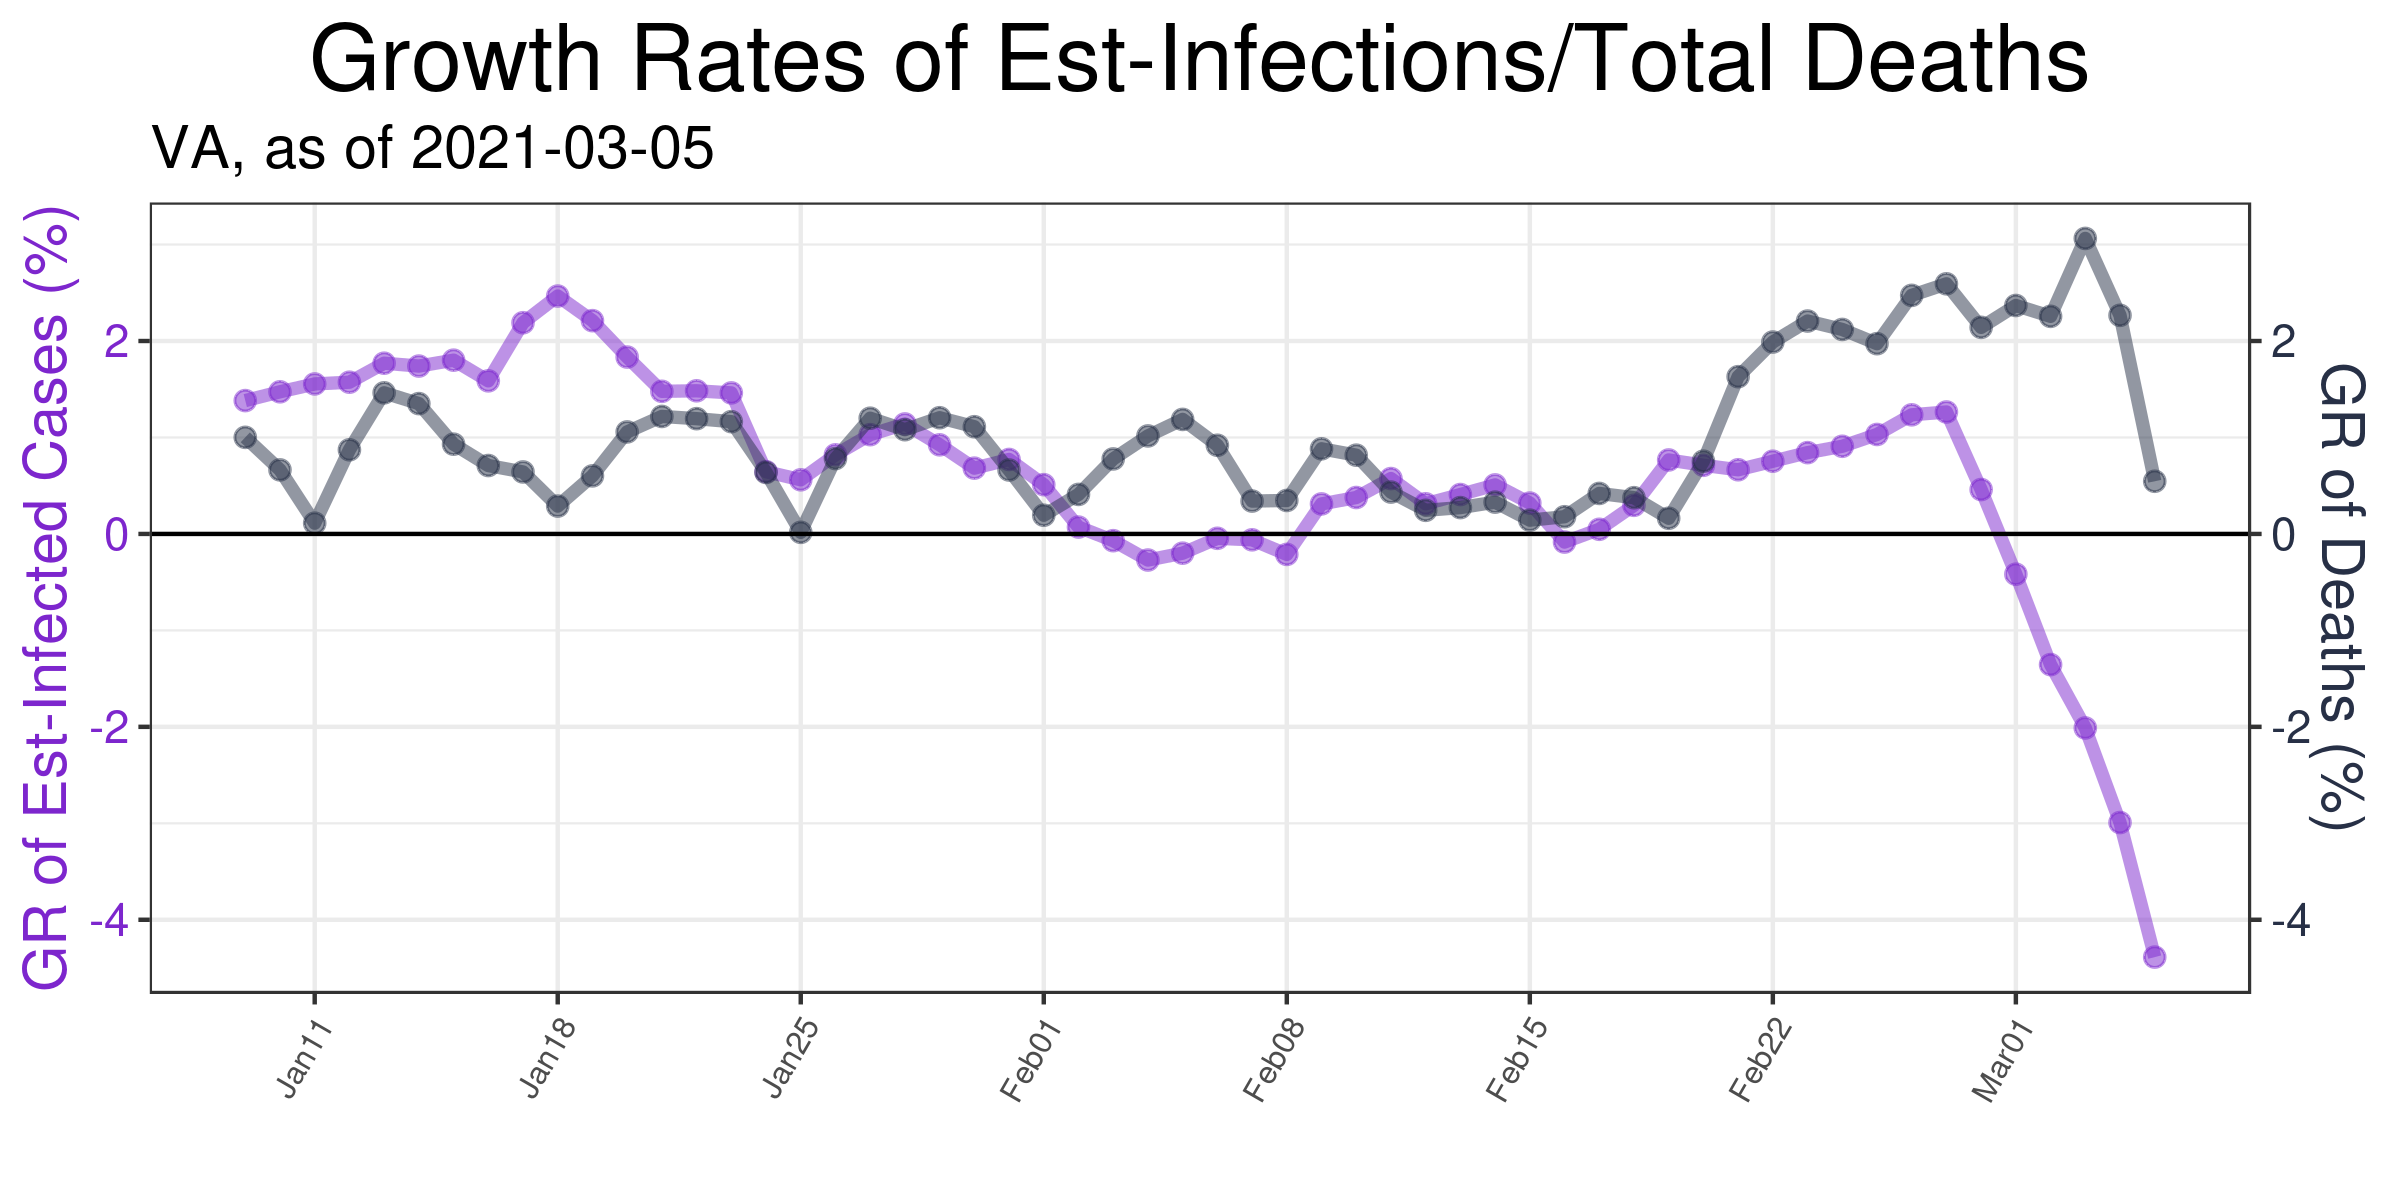 Growth Rates of Est-Infections/Total Deaths
VA, as of 2021-03-05
GR of Est-Infected Cases (%)
2
0
-2
-4
2
0
-2
-4
GR of Deaths (%)
Jan11
Jan18
Jan25
Feb01
Feb08
Feb15
Feb22
Mar01